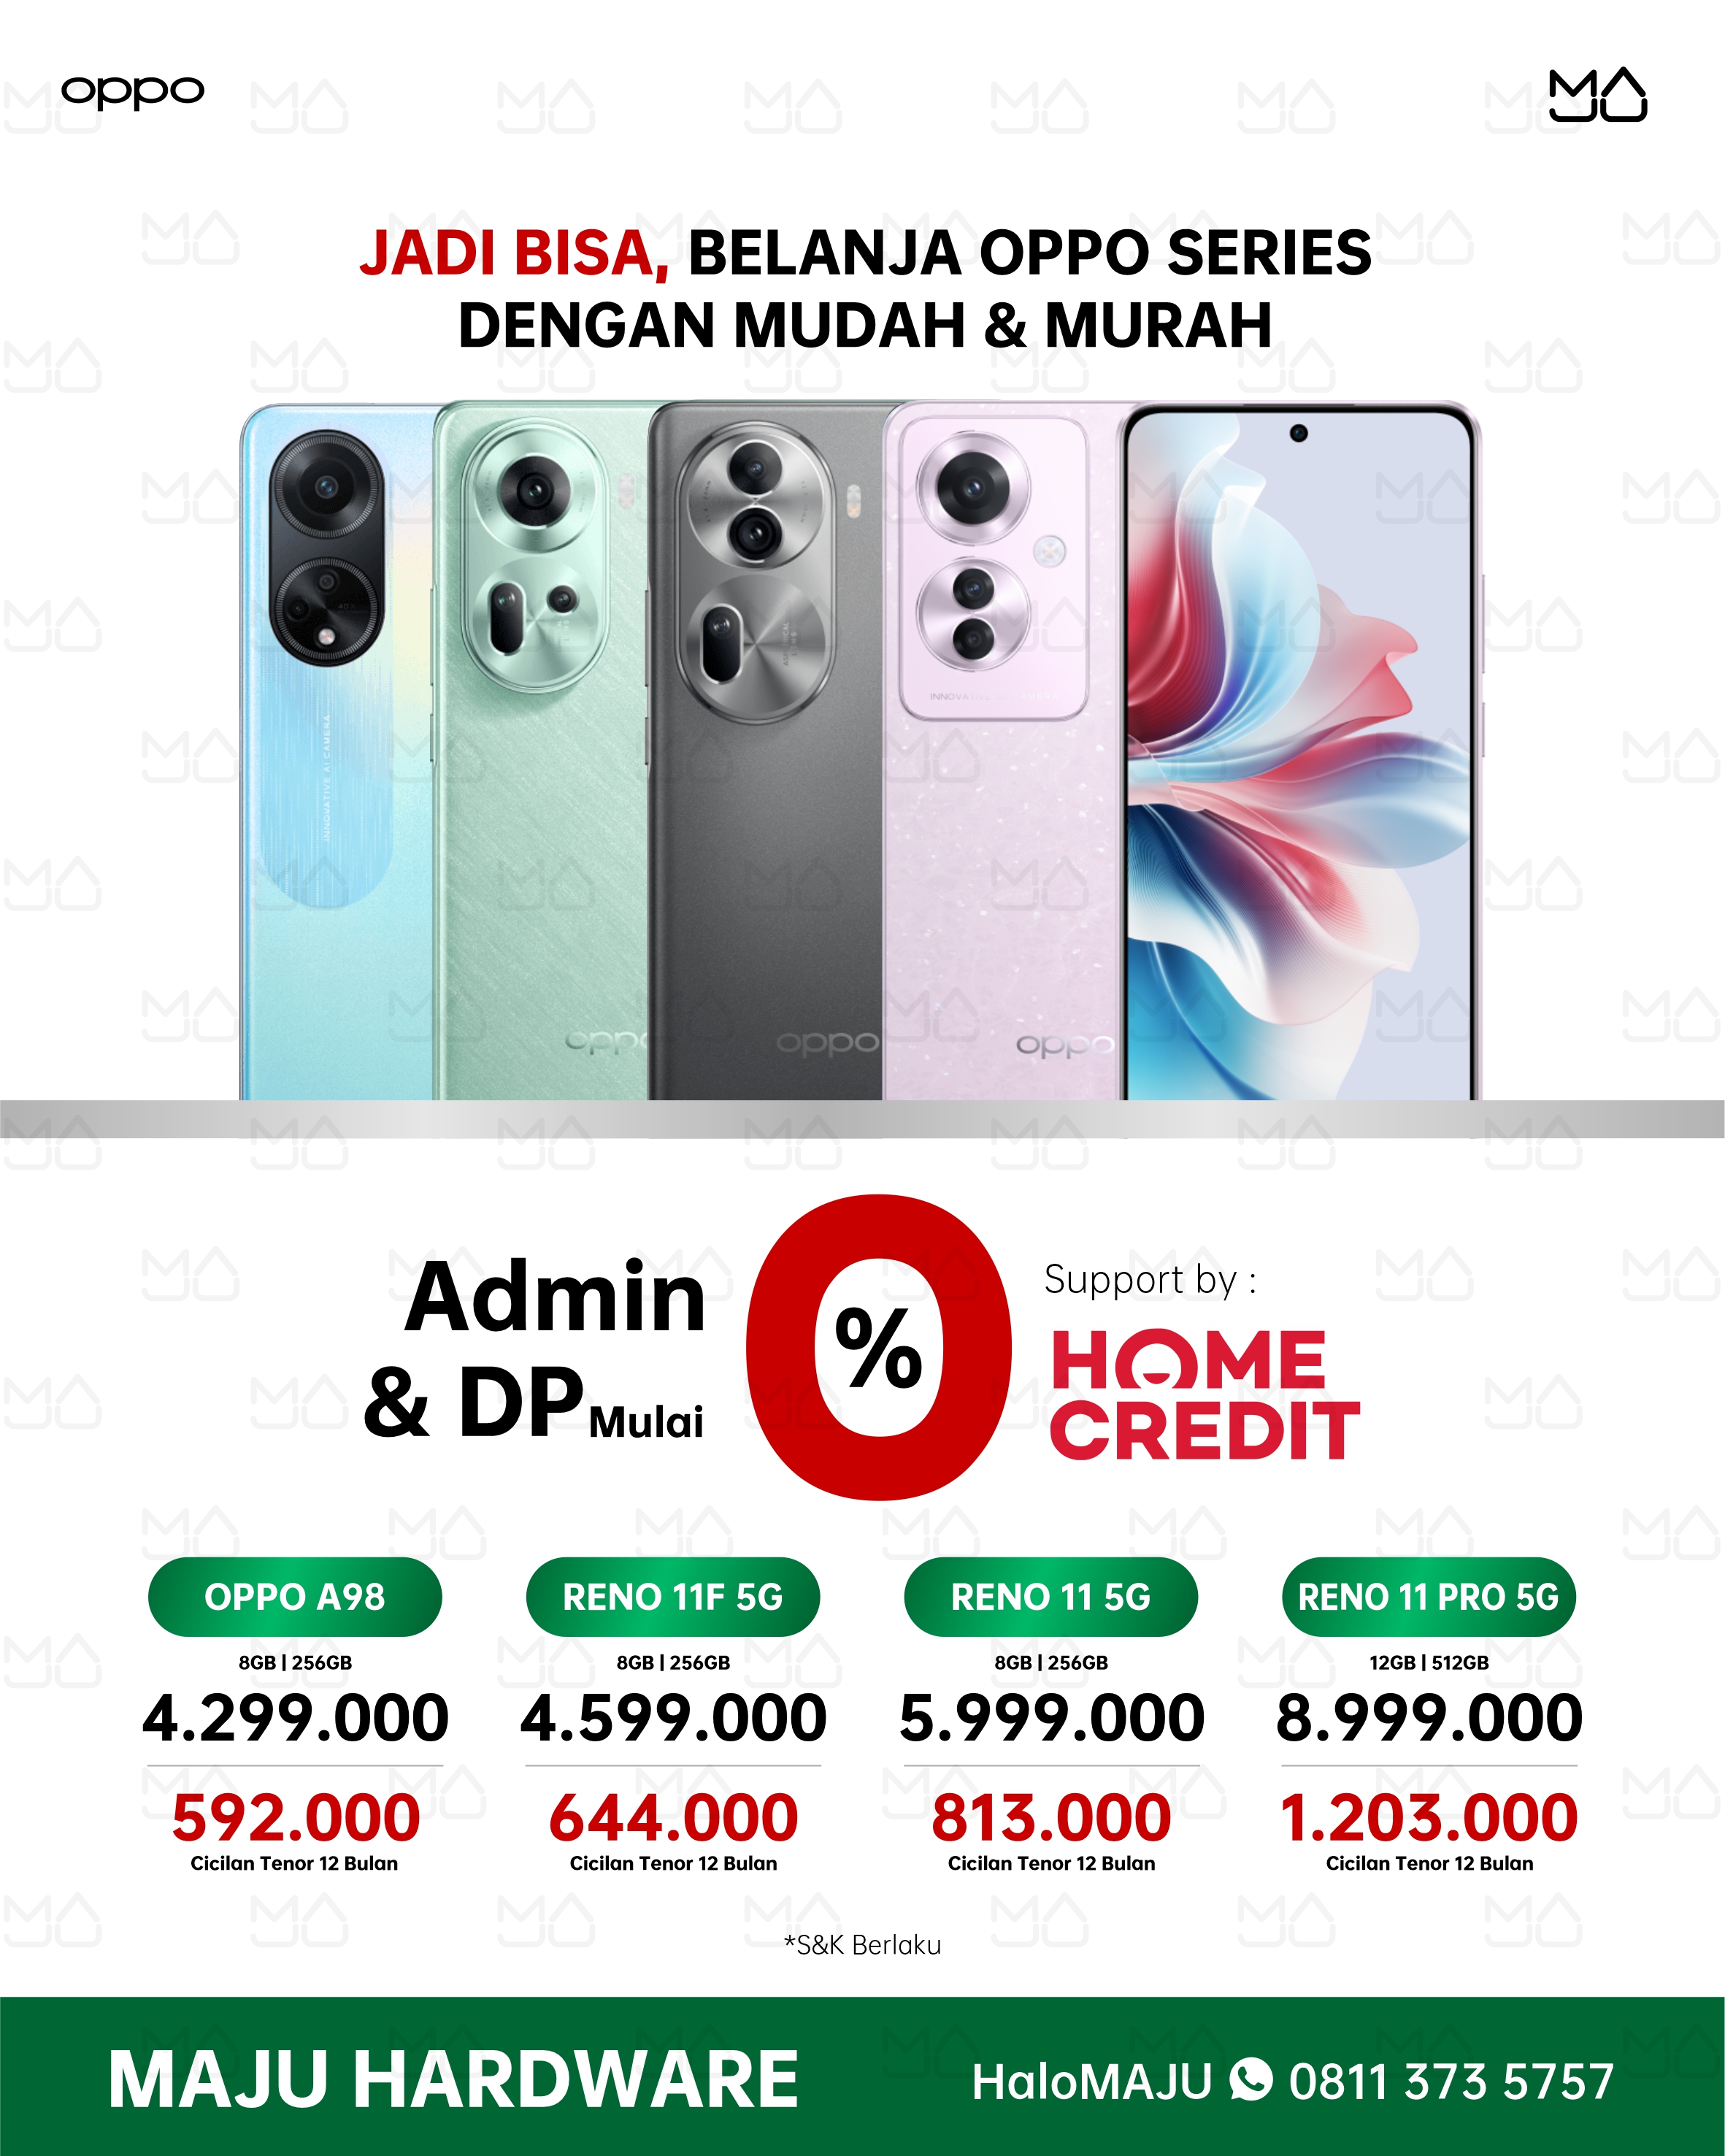 oppo
MAJU
JADI BISA, BELANJA OPPO SERIES
DENGAN MUDAH & MURAH
INNOVATIVE AI CAMERA
oppo
oppo
oppo
Admin
& DP Mulai
0%
Support by :
HOME
CREDIT
OPPO A98
8GB | 256GB
4.299.000
592.000
Cicilan Tenor 12 Bulan
RENO 11F 5G
8GB | 256GB
4.599.000
644.000
Cicilan Tenor 12 Bulan
RENO 11 5G
8GB | 256GB
5.999.000
813.000
Cicilan Tenor 12 Bulan
RENO 11 PRO 5G
12GB | 512GB
8.999.000
1.203.000
Cicilan Tenor 12 Bulan
*S&K Berlaku
MAJU HARDWARE
HaloMAJU 0811 373 5757